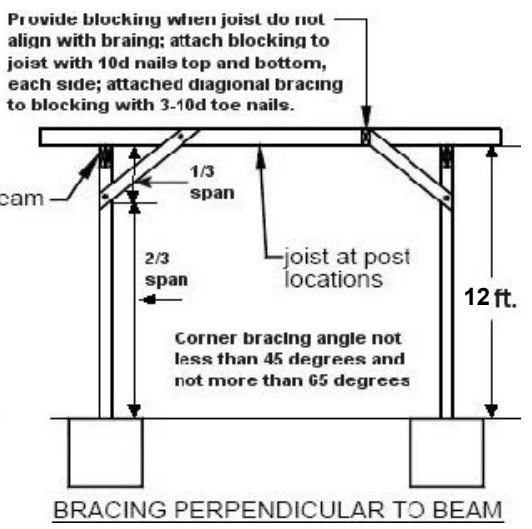 Provide blocking when joist do not
align with braing; attach blocking to
joist with 10d nails top and bottom,
each side; attached diagional bracing
to blocking with 3-10d toe nails.
1/3
span
eam
2/3
span
joist at post
locations
12 ft.
Corner bracing angle not
less than 45 degrees and
not more than 65 degrees
BRACING PERPENDICULAR TO BEAM